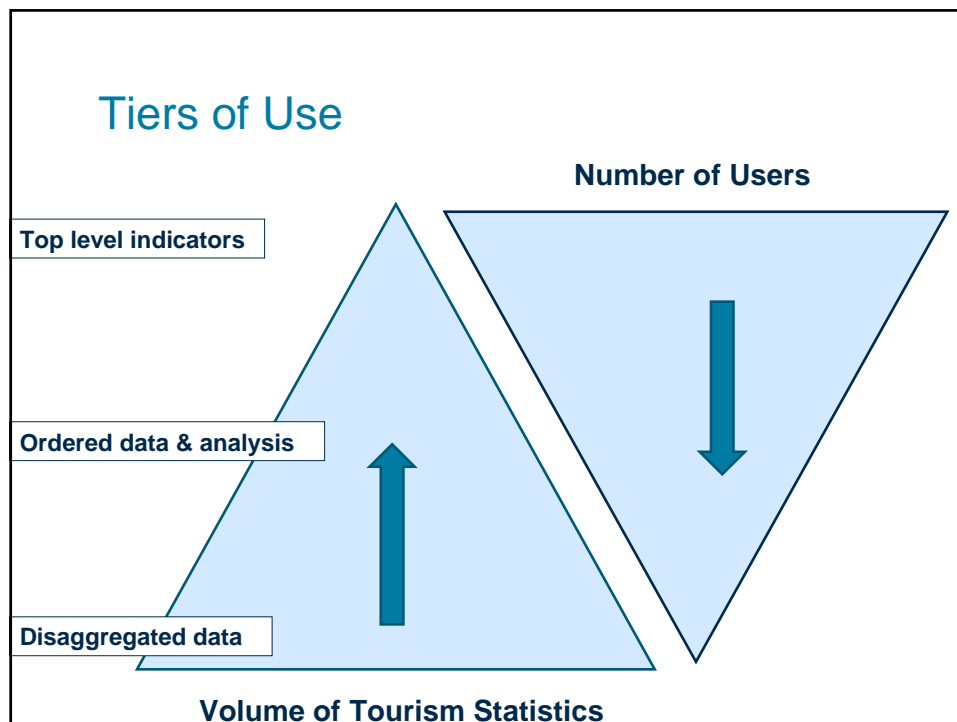 Tiers of Use
Number of Users
Top level indicators
Ordered data & analysis
Disaggregated data
Volume of Tourism Statistics